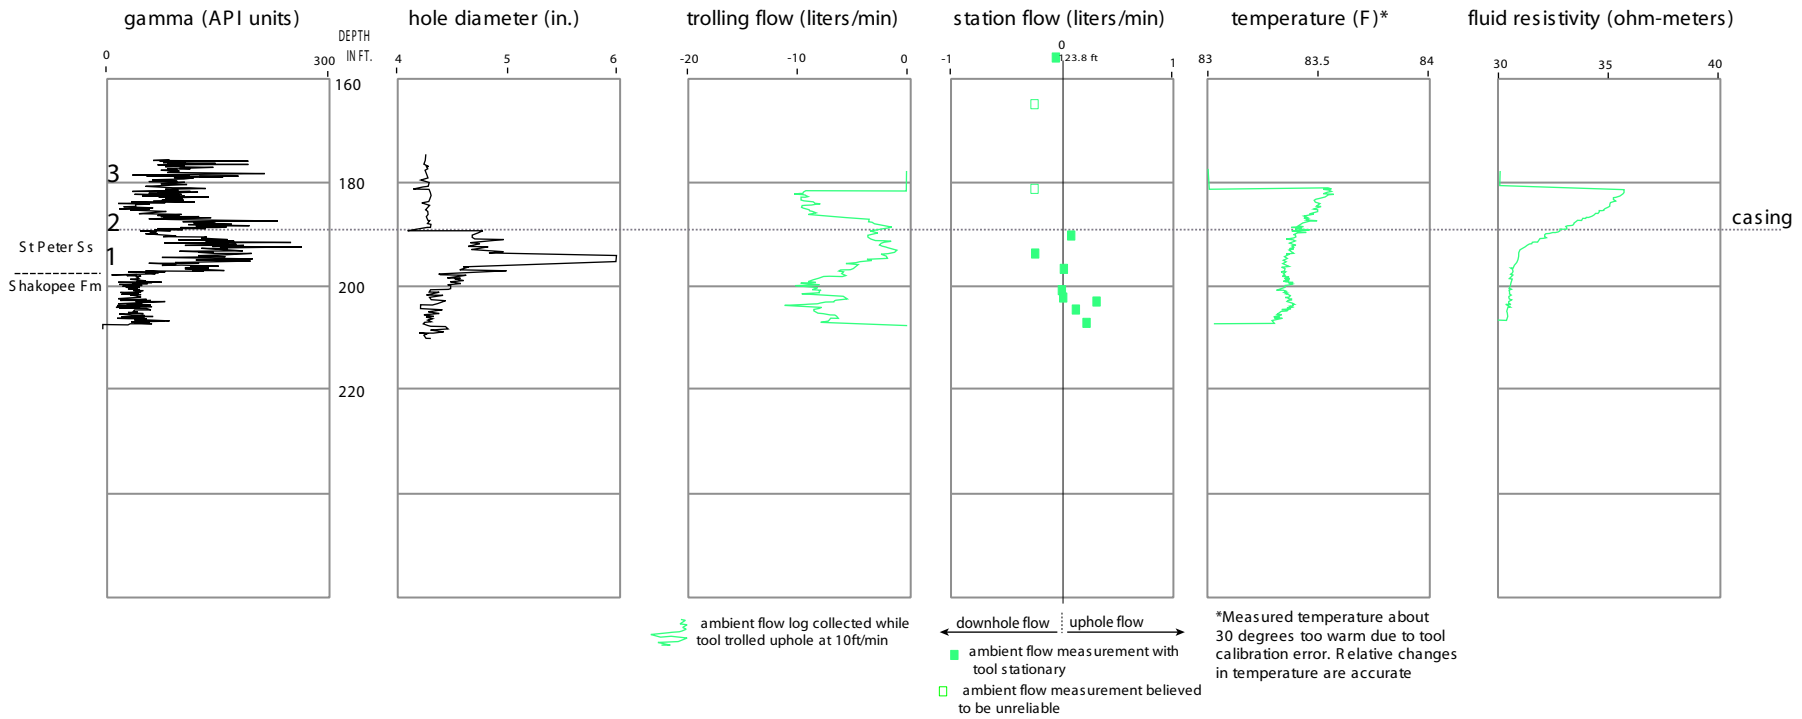 gamma (API units)
hole diameter (in.)
trolling flow (liters/min)
station flow (liters/min)
temperature (F)*
fluid resistivity (ohm-meters)
DEPTH
IN FT.
0
300
4
5
6
-20
-10
0
-1
0
1
123.8 ft
83
83.5
84
30
35
40
160
3
180
2
casing
St Peter Ss
1
Shakopee Fm
200
220
ambient flow log collected while
tool trolled uphole at 10ft/min
downhole flow
uphole flow
ambient flow measurement with
tool stationary
ambient flow measurement believed
to be unreliable
*Measured temperature about
30 degrees too warm due to tool
calibration error. Relative changes
in temperature are accurate